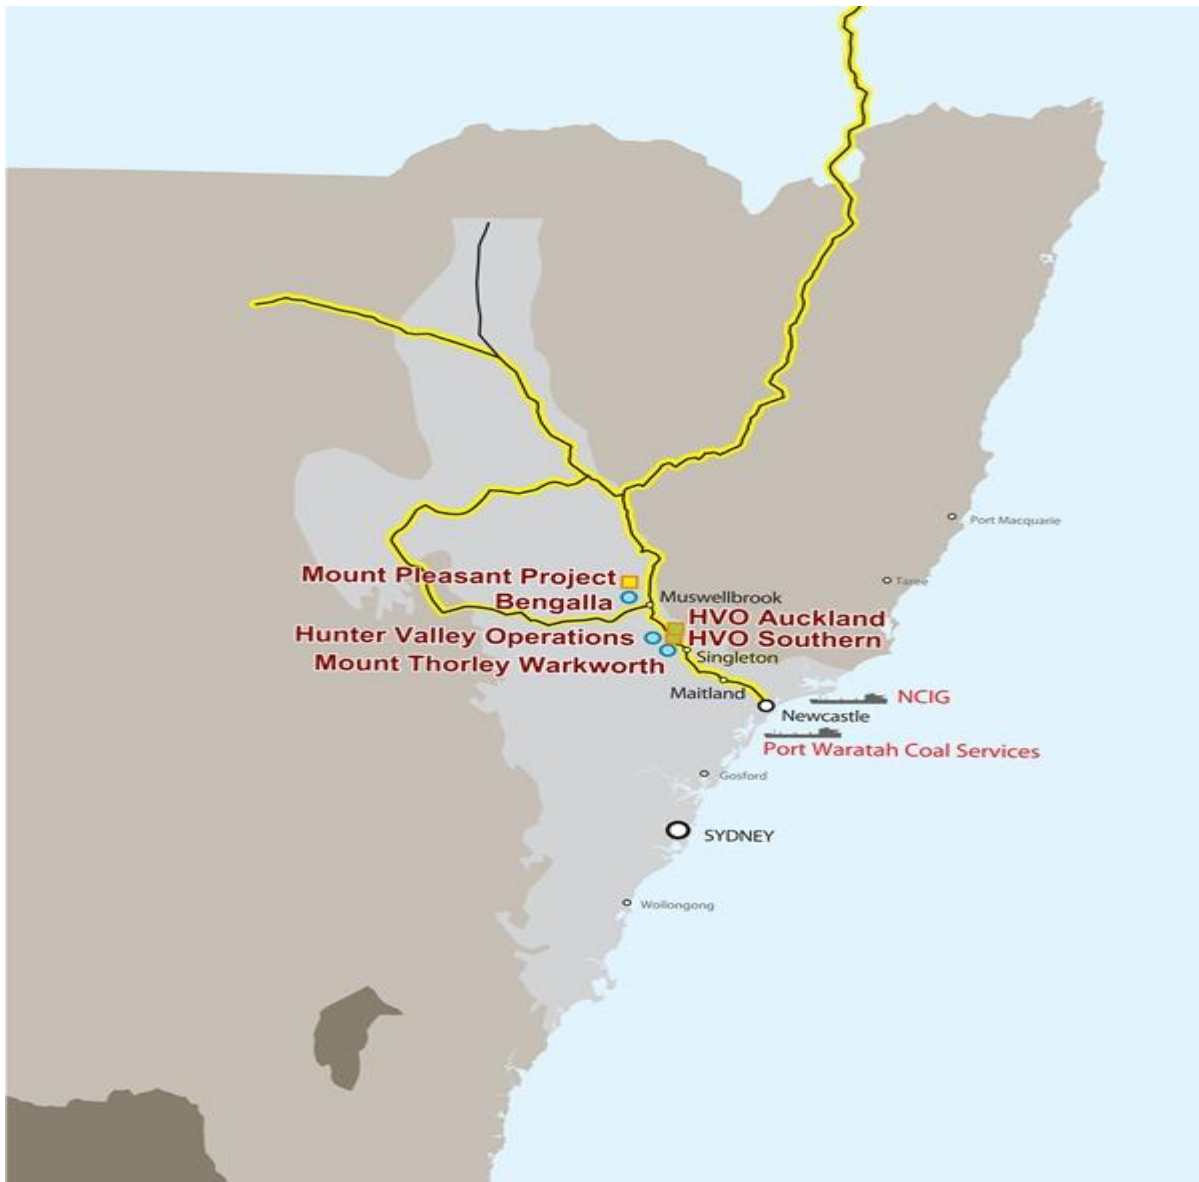 Port Macquarie
Taree
Mount Pleasant Project
Bengalla
Muswellbrook
HVO Auckland
Hunter Valley Operations
HVO Southern
Mount Thorley Warkworth
Singleton
Maitland
NCIG
Newcastle
Port Waratah Coal Services
Gosford
SYDNEY
Wollongong